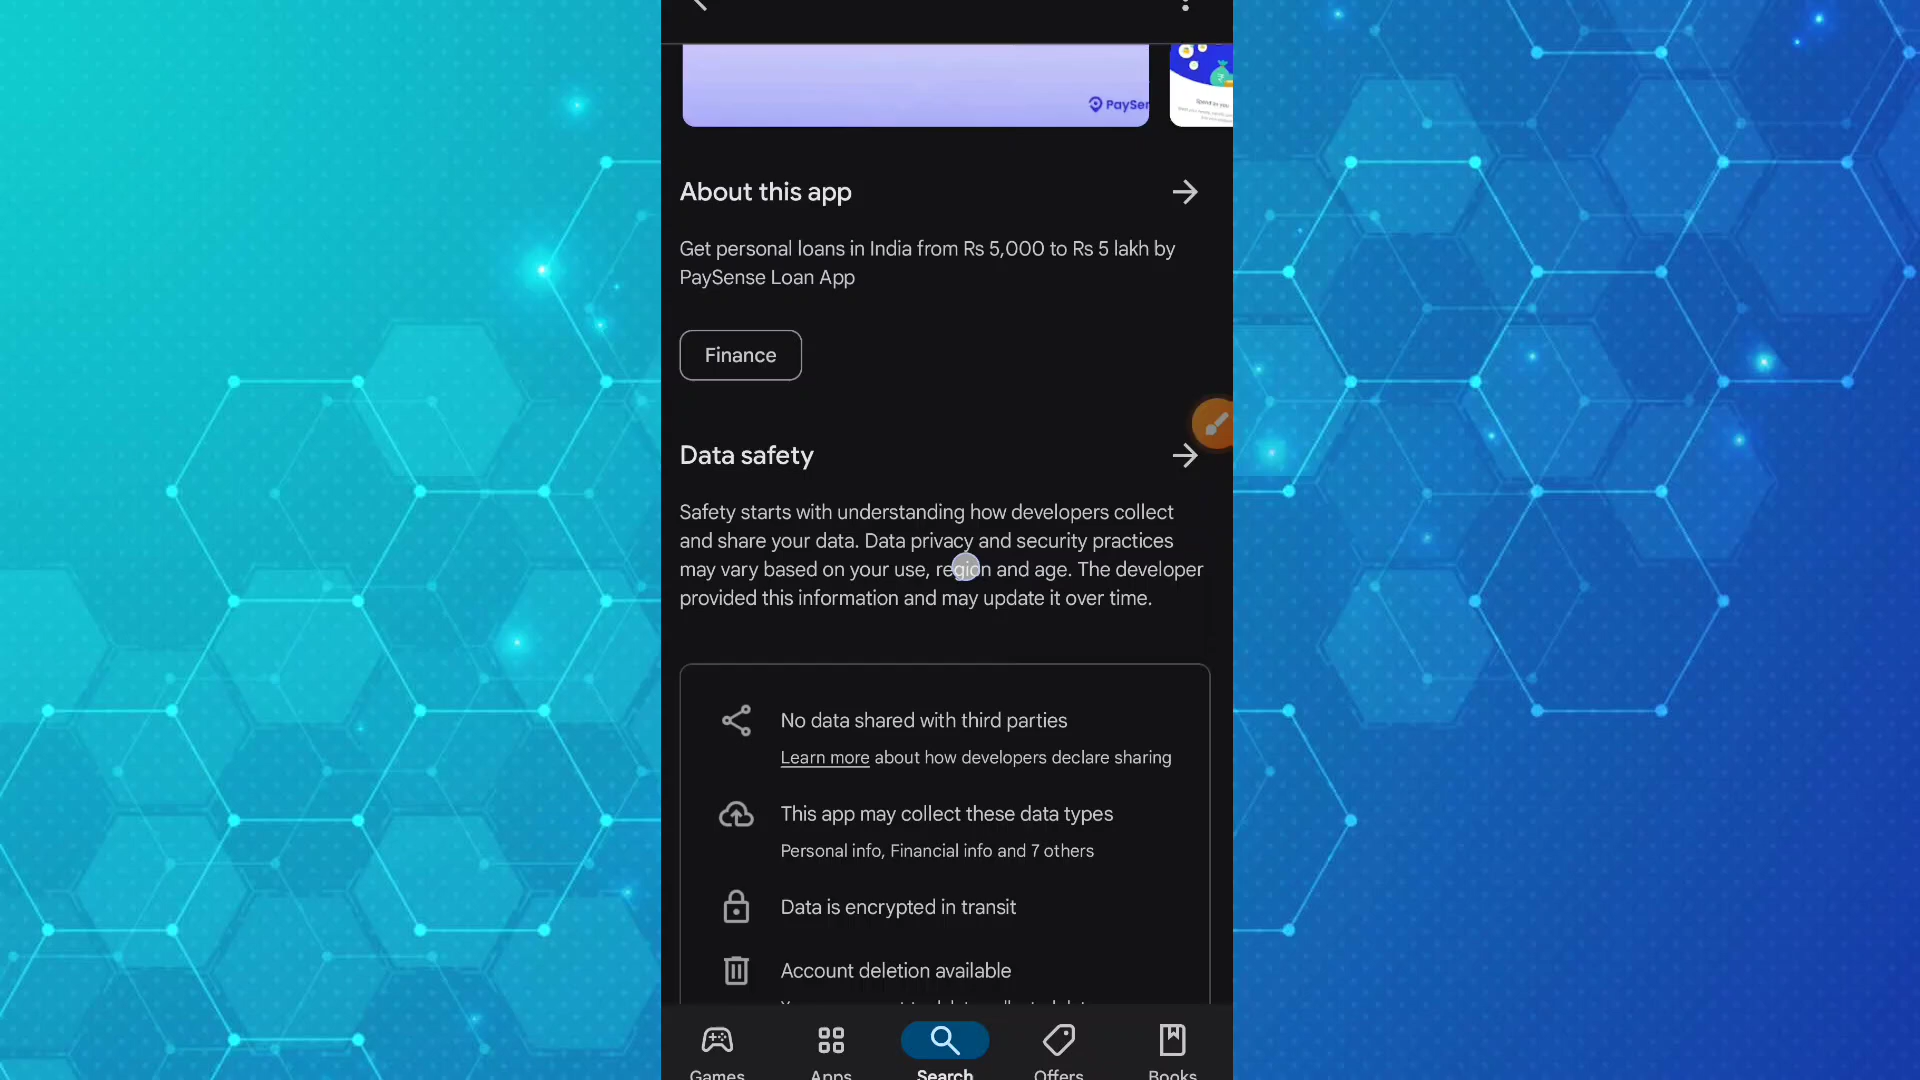 PaySen
Spend as you
About this app
Get personal loans in India from Rs 5,000 to Rs 5 lakh by
PaySense Loan App
Finance
Data safety
Safety starts with understanding how developers collect
and share your data. Data privacy and security practices
may vary based on your use, region and age. The developer
provided this information and may update it over time.
No data shared with third parties
Learn more about how developers declare sharing
This app may collect these data types
Personal info, Financial info and 7 others
Data is encrypted in transit
Account deletion available
Games
Apps
Search
Offers
Books